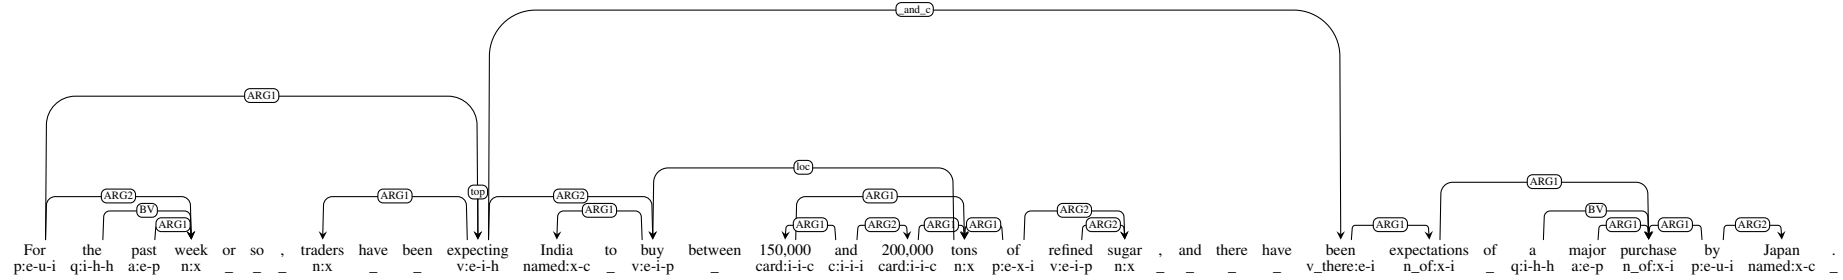 _and_c
ARG1
loc
ARG1
top
ARG2 ARG1 ARG2 ARG1
BV ARG1 ARG2 BV
ARG1 ARG1 ARG2 ARG1 ARG1 ARG2 ARG1 ARG1 ARG1 ARG2
For the past week or so , traders have been expecting India to buy between 150,000 and 200,000 tons of refined sugar , and there have been expectations of a major purchase by Japan .
p:e-u-i q:i-h-h a:e-p n:x _ _ _ n:x _ _ v:e-i-h named:x-c _ v:e-i-p _ card:i-i-c c:i-i-i card:i-i-c n:x p:e-x-i v:e-i-p n:x _ _ _ _ v_there:e-i n_of:x-i _ q:i-h-h a:e-p n_of:x-i p:e-u-i named:x-c _